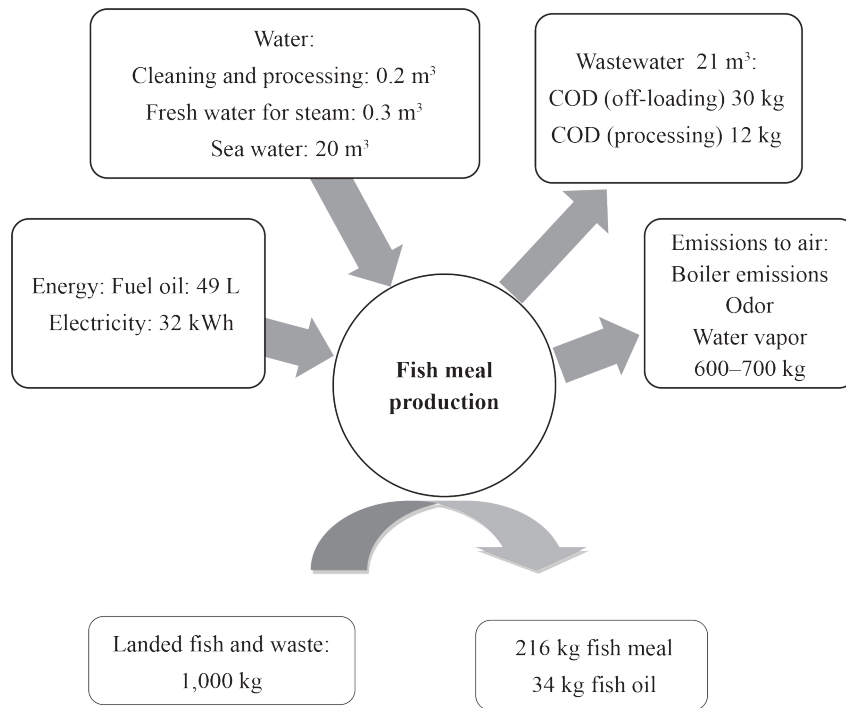 Water:
Cleaning and processing: 0.2 m³
Fresh water for steam: 0.3 m³
Sea water: 20 m³
Wastewater 21 m³:
COD (off-loading) 30 kg
COD (processing) 12 kg
Energy: Fuel oil: 49 L
Electricity: 32 kWh
Emissions to air:
Boiler emissions
Odor
Water vapor
600–700 kg
Fish meal
production
Landed fish and waste:
1,000 kg
216 kg fish meal
34 kg fish oil